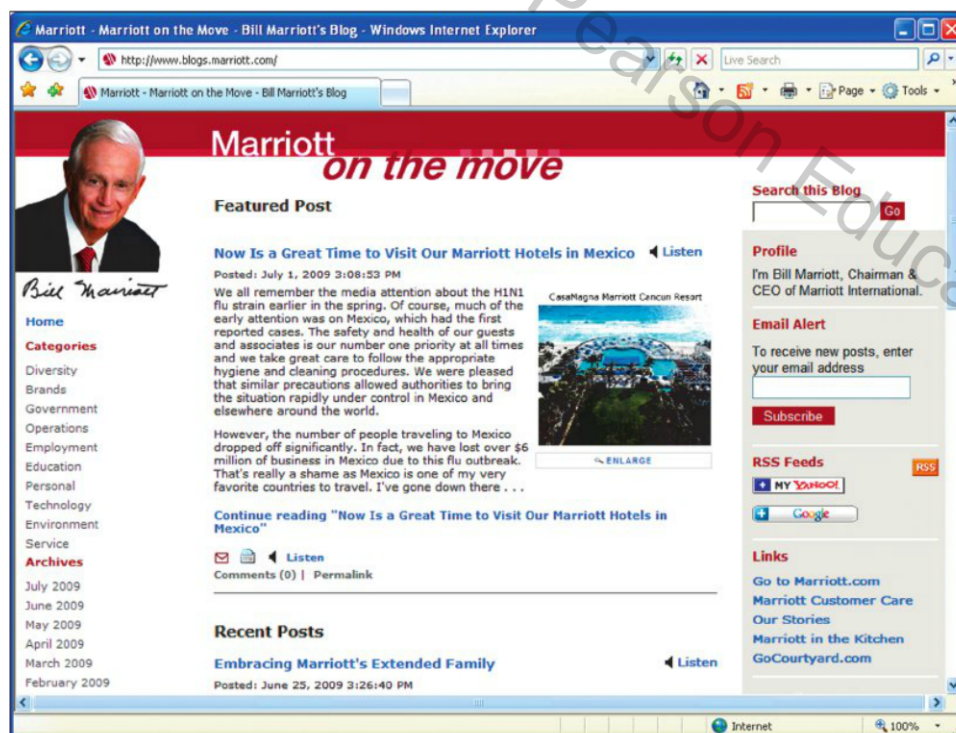 Marriott - Marriott on the Move - Bill Marriott's Blog - Windows Internet Explorer
http://www.blogs.marriott.com/
Live Search
Marriott - Marriott on the Move - Bill Marriott's Blog
Page
Tools
Pearson Educa
Marriott
on the move
Bill Marriott
Home
Categories
Diversity
Brands
Government
Operations
Employment
Education
Personal
Technology
Environment
Service
Archives
July 2009
June 2009
May 2009
April 2009
March 2009
February 2009
Featured Post
Now Is a Great Time to Visit Our Marriott Hotels in Mexico
Listen
Posted: July 1, 2009 3:08:53 PM
We all remember the media attention about the H1N1
flu strain earlier in the spring. Of course, much of the
early attention was on Mexico, which had the first
reported cases. The safety and health of our guests
and associates is our number one priority at all times
and we take great care to follow the appropriate
hygiene and cleaning procedures. We were pleased
that similar precautions allowed authorities to bring
the situation rapidly under control in Mexico and
elsewhere around the world.
However, the number of people traveling to Mexico
dropped off significantly. In fact, we have lost over $6
million of business in Mexico due to this flu outbreak.
That's really a shame as Mexico is one of my very
favorite countries to travel. I've gone down there . . .
CasaMagna Marriott Cancun Resort
ENLARGE
Continue reading "Now Is a Great Time to Visit Our Marriott Hotels in
Mexico"
Listen
Comments (0) | Permalink
Recent Posts
Embracing Marriott's Extended Family
Listen
Posted: June 25, 2009 3:26:40 PM
Search this Blog
Go
Profile
I'm Bill Marriott, Chairman &
CEO of Marriott International.
Email Alert
To receive new posts, enter
your email address
Subscribe
RSS Feeds
RSS
MY YAHOO!
Google
Links
Go to Marriott.com
Marriott Customer Care
Our Stories
Marriott in the Kitchen
GoCourtyard.com
Internet
100%